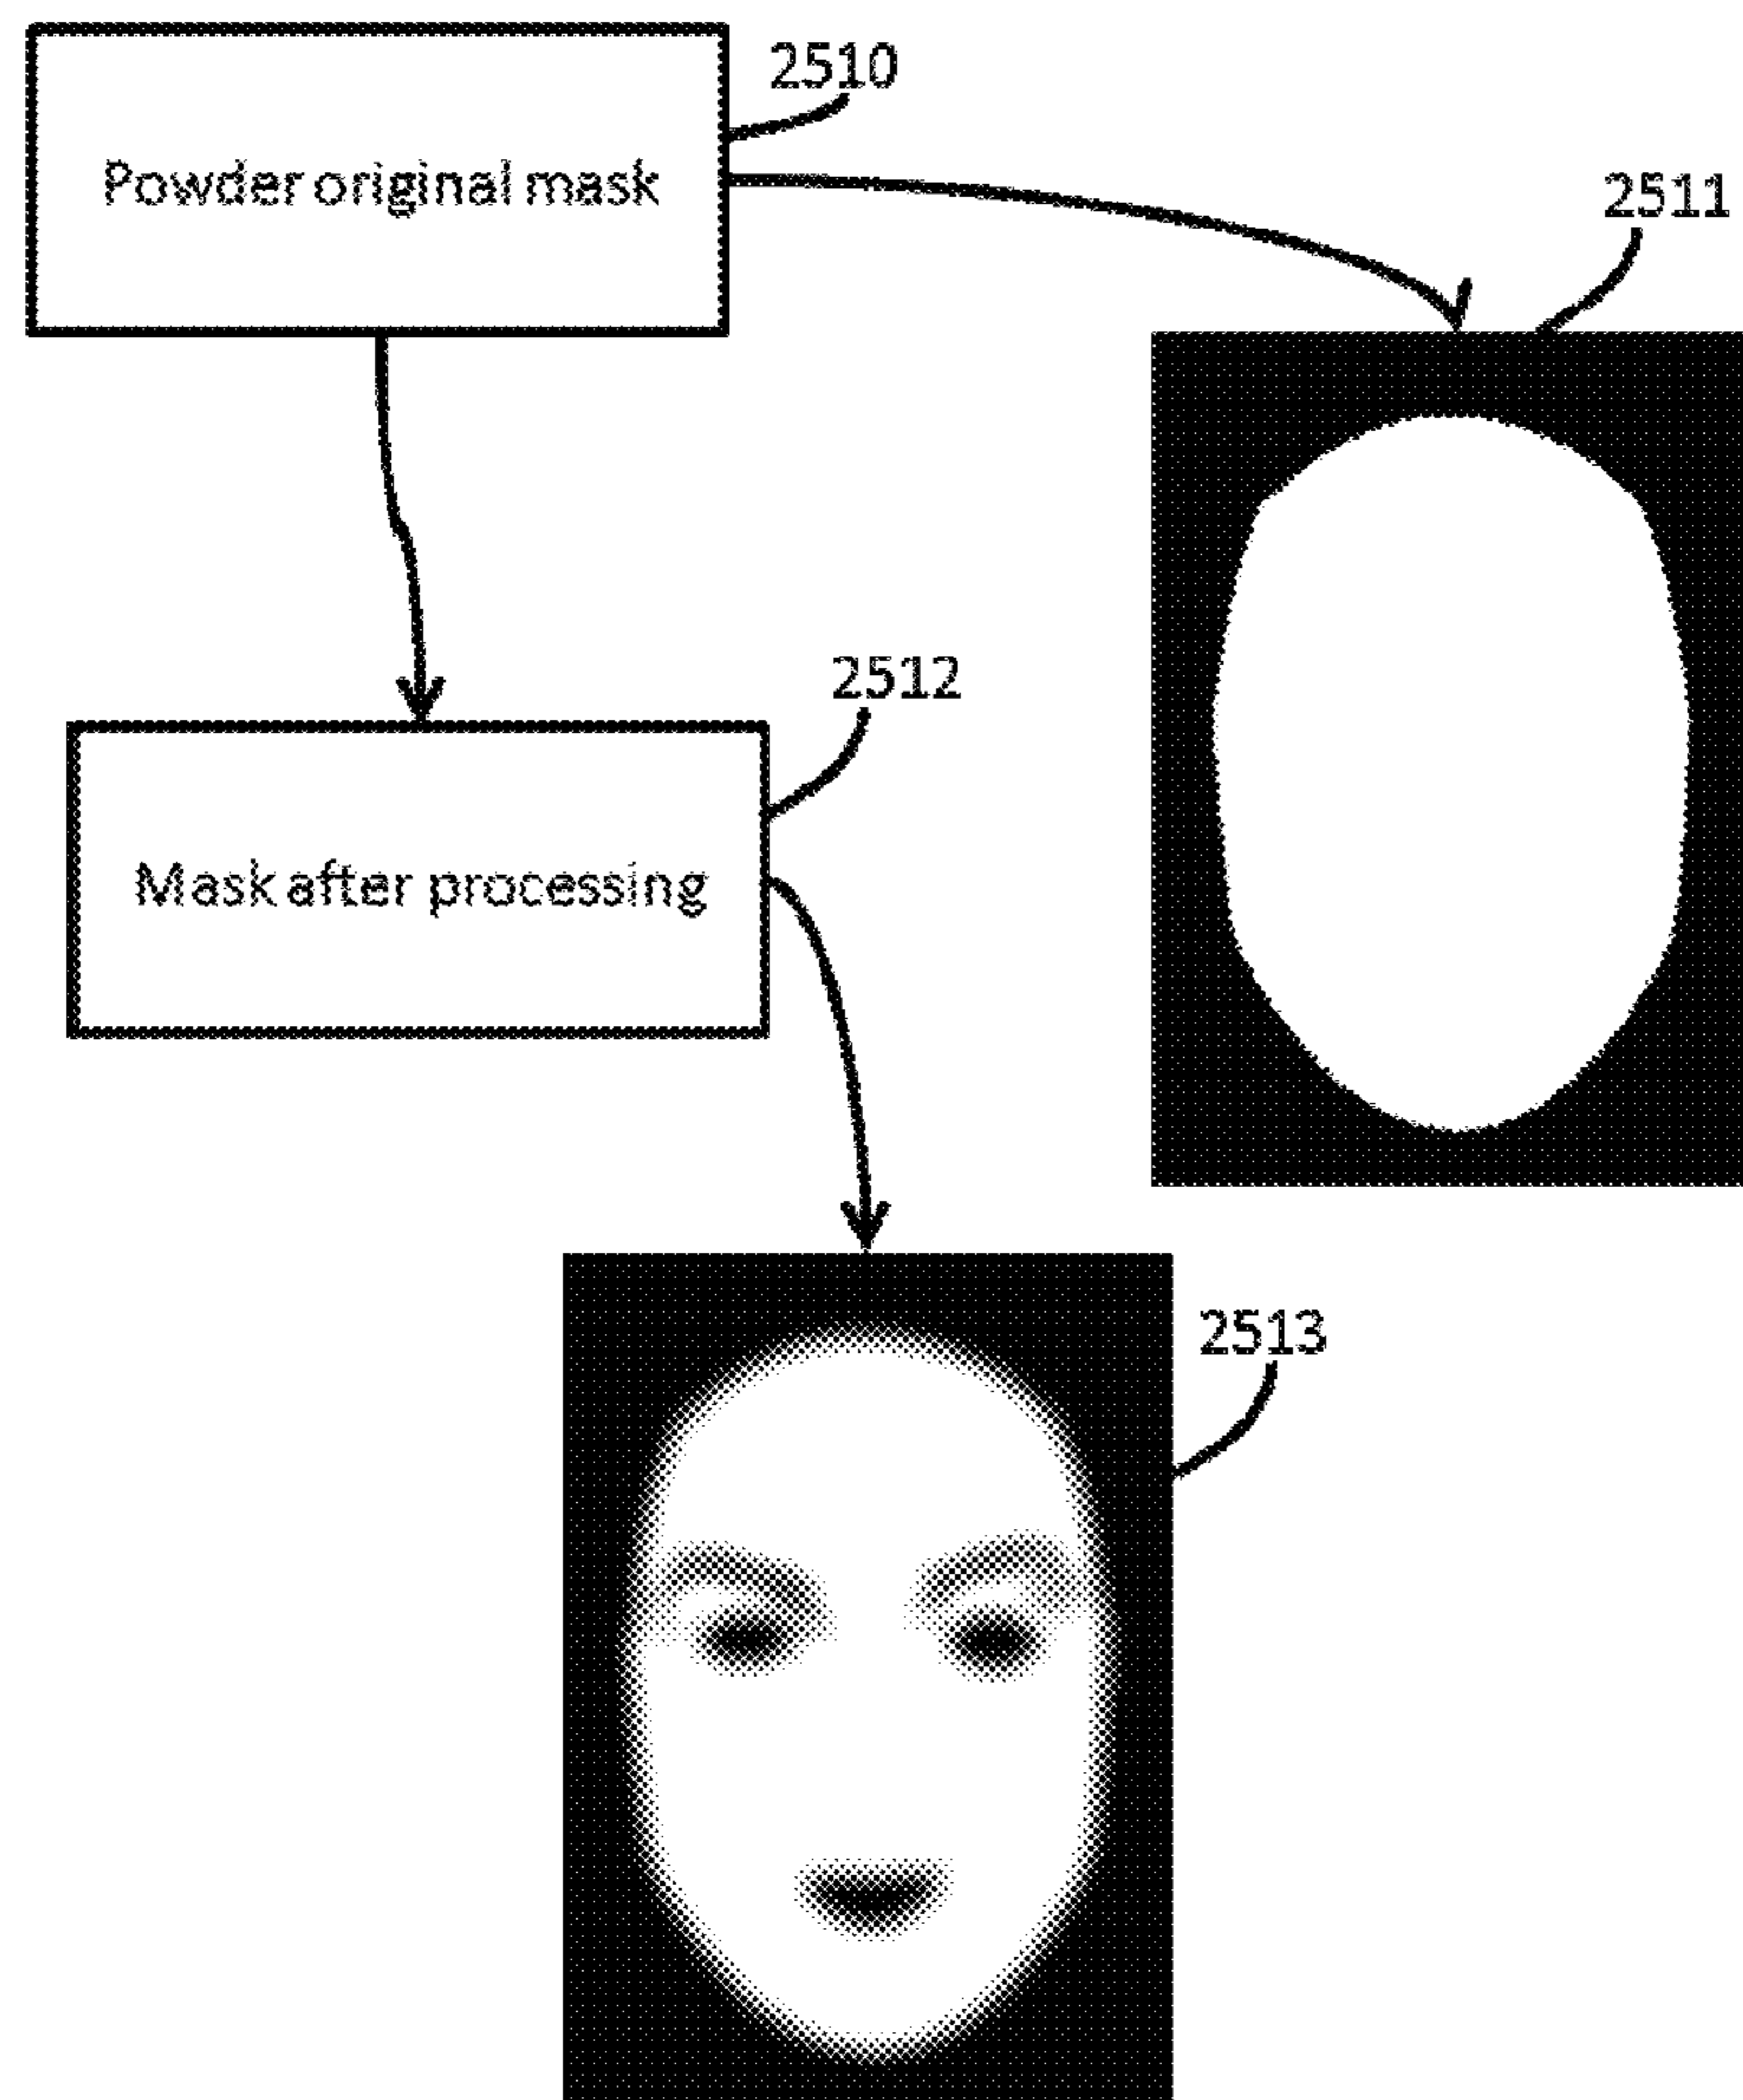 2510
Powder original mask
2511
2512
Mask after processing
2513